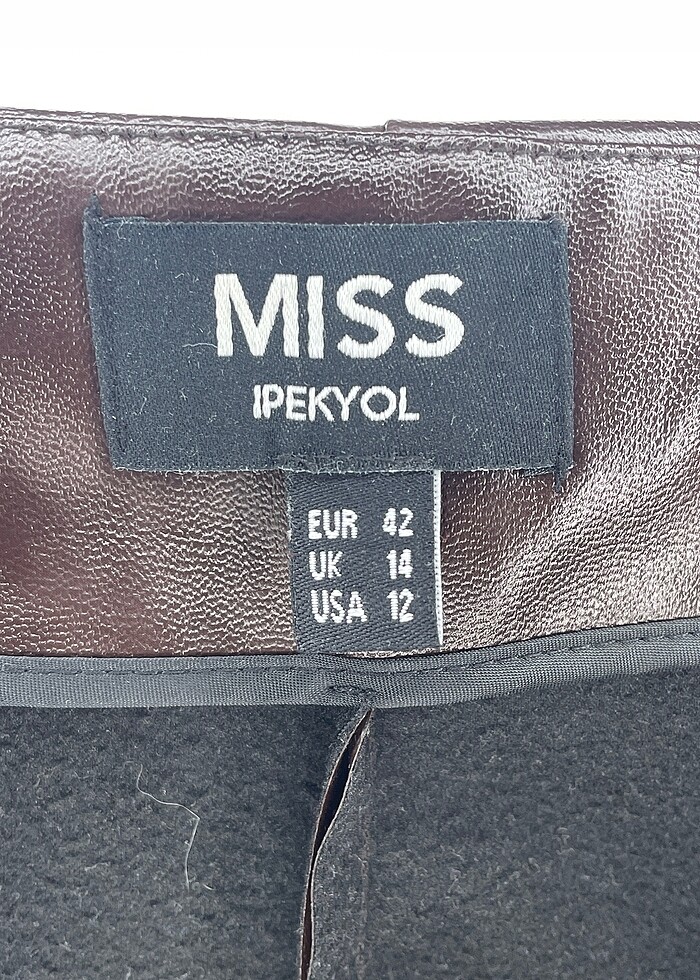 MISS
IPEKYOL
EUR 42
UK 14
USA 12